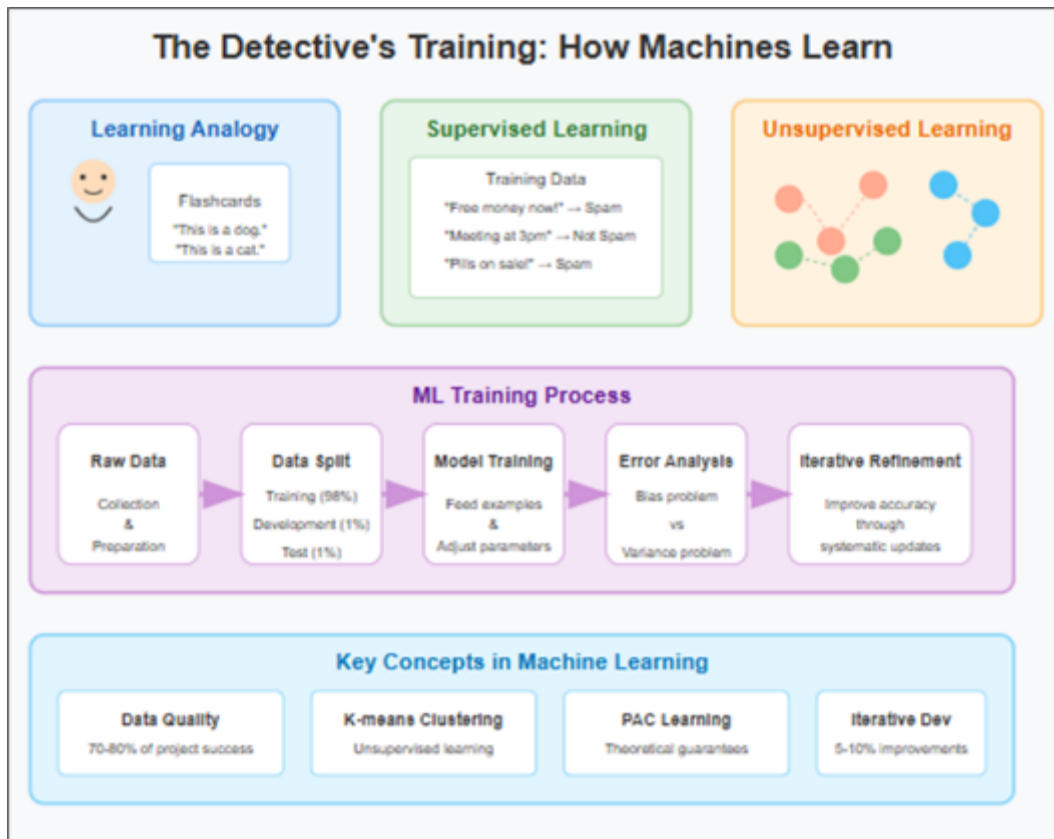 The Detective's Training: How Machines Learn
Learning Analogy
Flashcards
"This is a dog."
"This is a cat."
Supervised Learning
Training Data
"Free money now!" → Spam
"Meeting at 3pm" → Not Spam
"Pills on sale!" → Spam
Unsupervised Learning
ML Training Process
Raw Data
Collection
&
Preparation
Data Split
Training (98%)
Development (1%)
Test (1%)
Model Training
Feed examples
&
Adjust parameters
Error Analysis
Bias problem
vs
Variance problem
Iterative Refinement
Improve accuracy
through
systematic updates
Key Concepts in Machine Learning
Data Quality
70-80% of project success
K-means Clustering
Unsupervised learning
PAC Learning
Theoretical guarantees
Iterative Dev
5-10% improvements